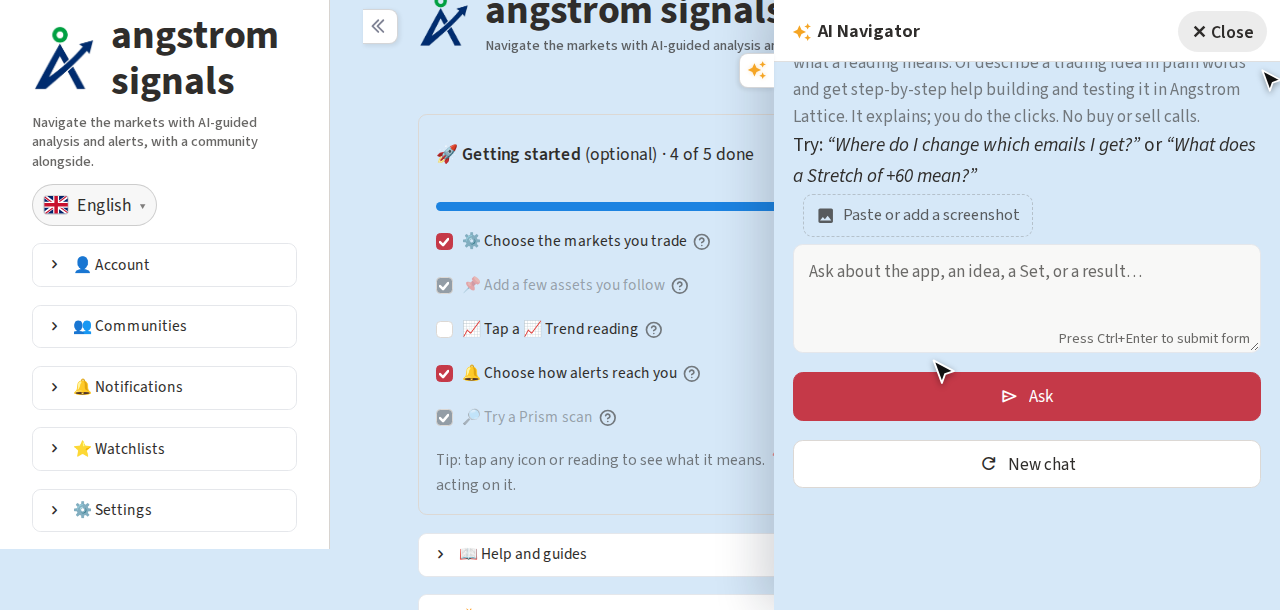 angstrom
signals
Navigate the markets with AI-guided
analysis and alerts, with a community
alongside.
English
Account
Communities
Notifications
Watchlists
Settings
angstrom signals
Navigate the markets with AI-guided analysis
Getting started (optional) · 4 of 5 done
Choose the markets you trade
Add a few assets you follow
Tap a 📈 Trend reading
Choose how alerts reach you
Try a Prism scan
Tip: tap any icon or reading to see what it means.
acting on it.
Help and guides
AI Navigator
✕ Close
what a reading means. Or describe a trading idea in plain words
and get step-by-step help building and testing it in Angstrom
Lattice. It explains; you do the clicks. No buy or sell calls.
Try: “Where do I change which emails I get?” or “What does
a Stretch of +60 mean?”
Paste or add a screenshot
Ask about the app, an idea, a Set, or a result…
Press Ctrl+Enter to submit form
Ask
New chat